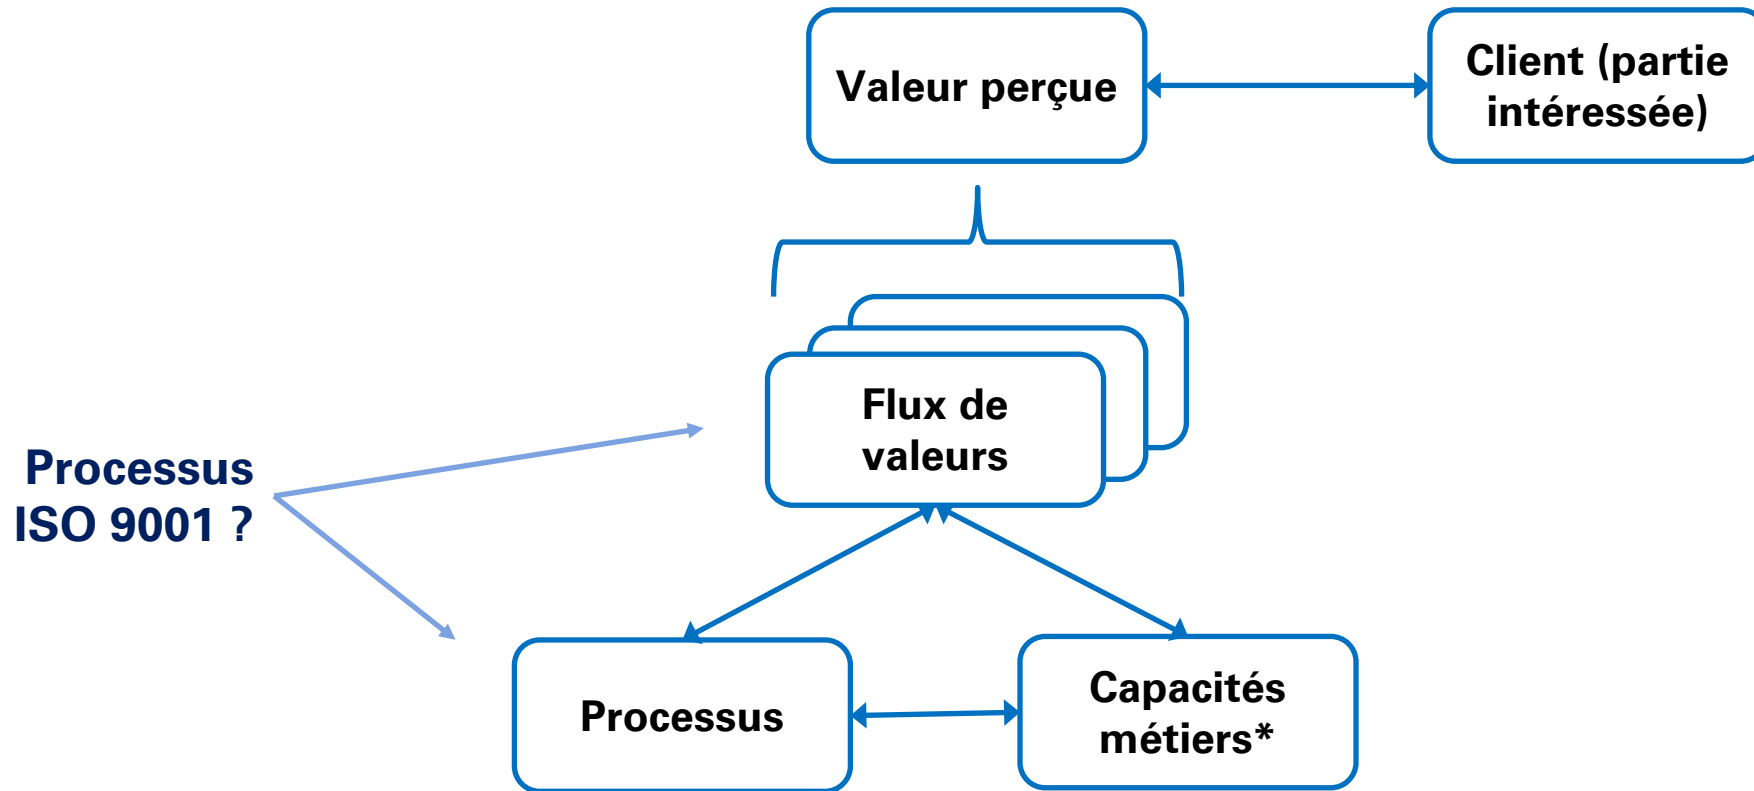 Valeur perçue
Client (partie
intéressée)
Flux de
valeurs
Processus
ISO 9001 ?
Processus
Capacités
métiers*